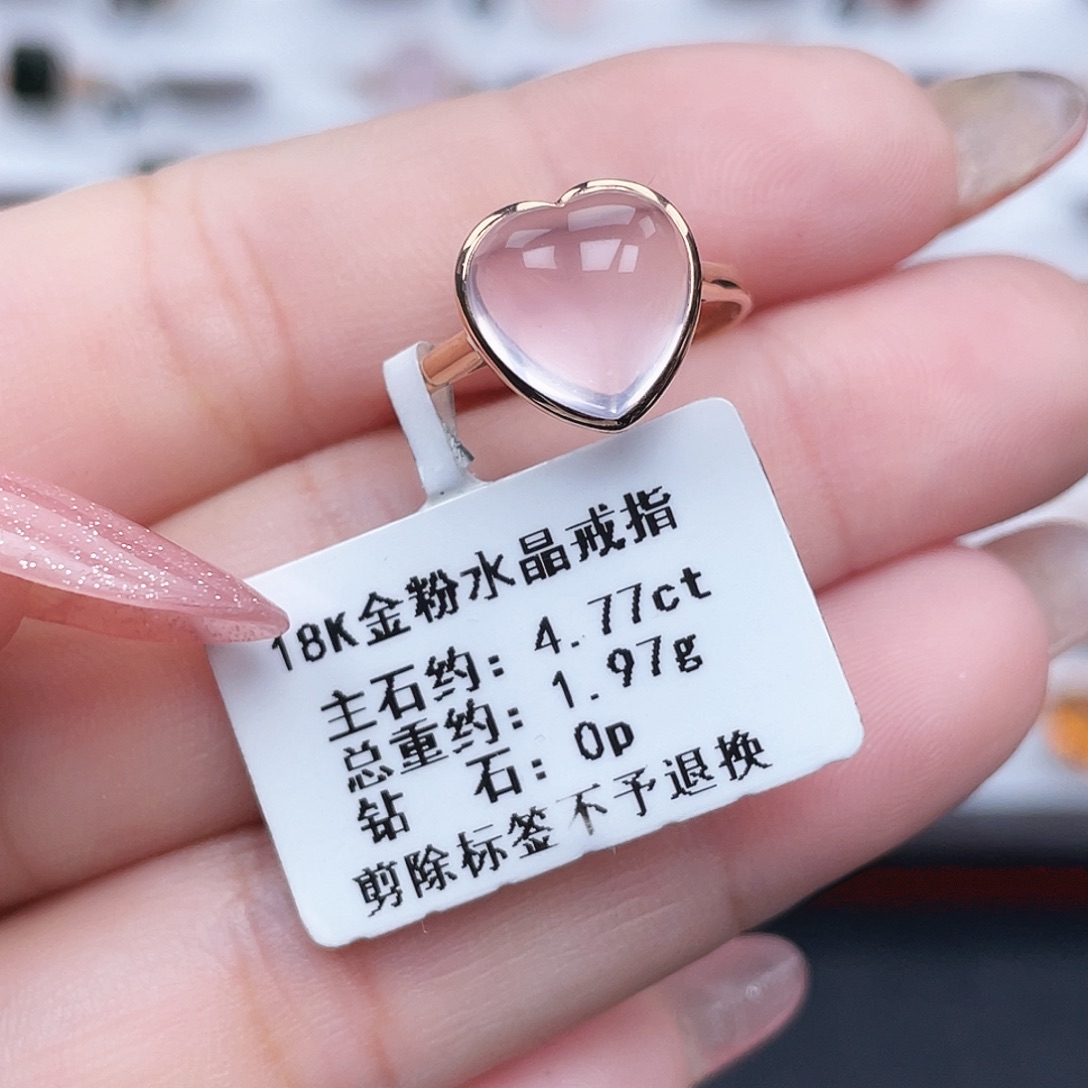 18K金粉水晶戒指
主石约: 4.77ct
总重约: 1.97g
钻 石: 0p
剪除标签不予退换